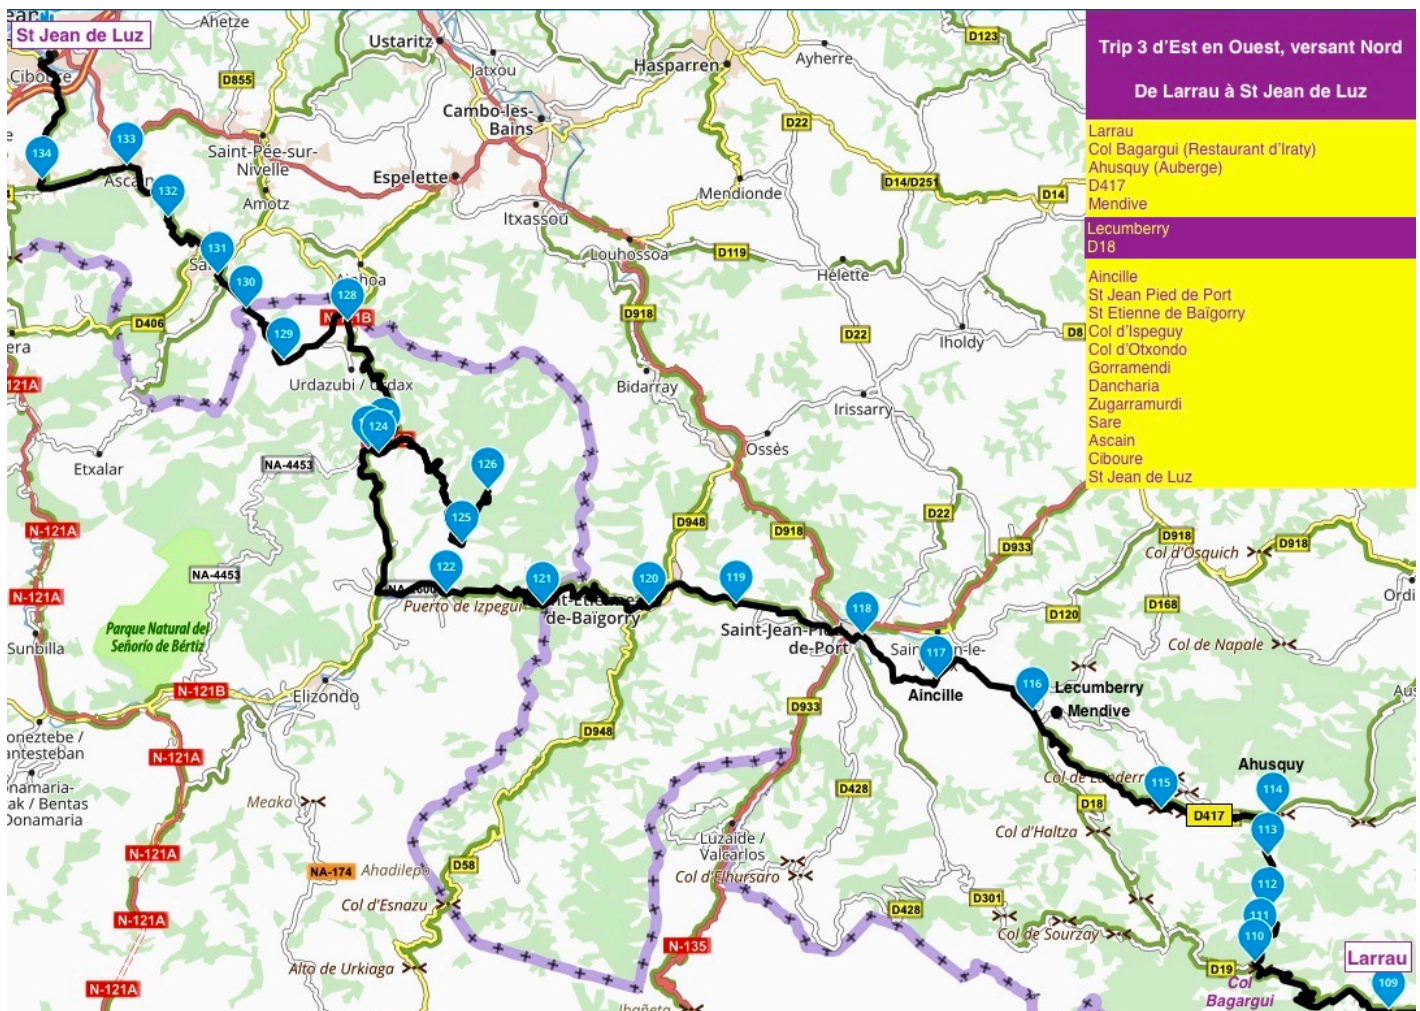 St Jean de Luz
Ahetze
Ustaritz
Jatxou
Hasparren
D123
Ayherre
Ciboure
D855
Cambo-les-
Bains
D22
133
134
Saint-Pée-sur-
Nivelle
Ascain
Espelette
132
Amotz
Mendionde
D14/D251
D14
Itxassou
131
Louhossoa
D119
Hélette
130
128
D918
D406
129
D22
D8
Iholdy
Urdazubi / Urdax
Bidarray
Irissarry
N-121A
124
Etxalar
NA-4453
126
Ossès
125
D948
D918
D22
D933
D918
D918
Col d'Osquich
N-121A
NA-4453
122
121
120
119
Puerto de Izpegui
de-Baïgorry
N-121A
D120
D168
118
Parque Natural del
Señorío de Bértiz
Saint-Jean-Pied-
de-Port
117
Col de Napale
Sunbilla
Aincille
116
Lecumberry
Mendive
N-121B
Elizondo
D933
D948
N-121A
Ahusquy
115
114
D417
113
Meaka
D428
D18
Col d'Haltza
Luzaide /
Valcarlos
N-121A
NA-174
Ahadilepo
D58
Col d'Elhursaro
112
Col d'Esnazu
D428
D301
111
N-121A
Col de Sourzay
110
N-135
D19
Larrau
Alto de Urkiaga
Col
Bagargui
109
N-121A
Ibañeta
Trip 3 d'Est en Ouest, versant Nord
De Larrau à St Jean de Luz
Larrau
Col Bagargui (Restaurant d'Iraty)
Ahusquy (Auberge)
D417
Mendive
Lecumberry
D18
Aincille
St Jean Pied de Port
St Etienne de Baïgorry
Col d'Ispeguy
Col d'Otxondo
Gorramendi
Dancharia
Zugarramurdi
Sare
Ascain
Ciboure
St Jean de Luz